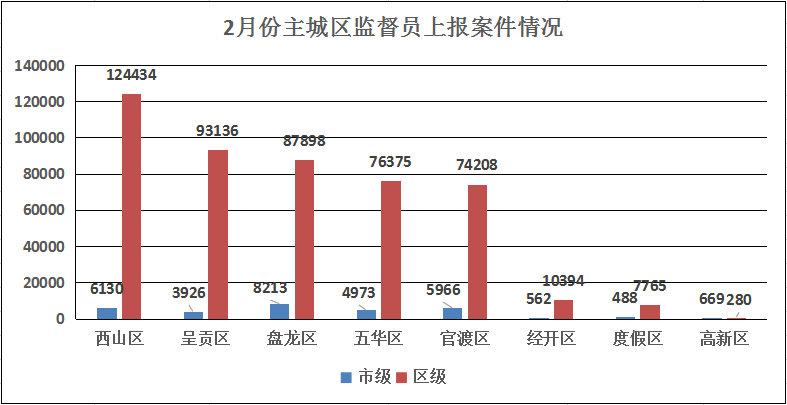 2月份主城区监督员上报案件情况
140000
120000
100000
80000
60000
40000
20000
0
124434
93136
87898
76375
74208
10394
7765
280
6130
3926
8213
4973
5966
562
488
669
西山区
呈贡区
盘龙区
五华区
官渡区
经开区
度假区
高新区
市级
区级